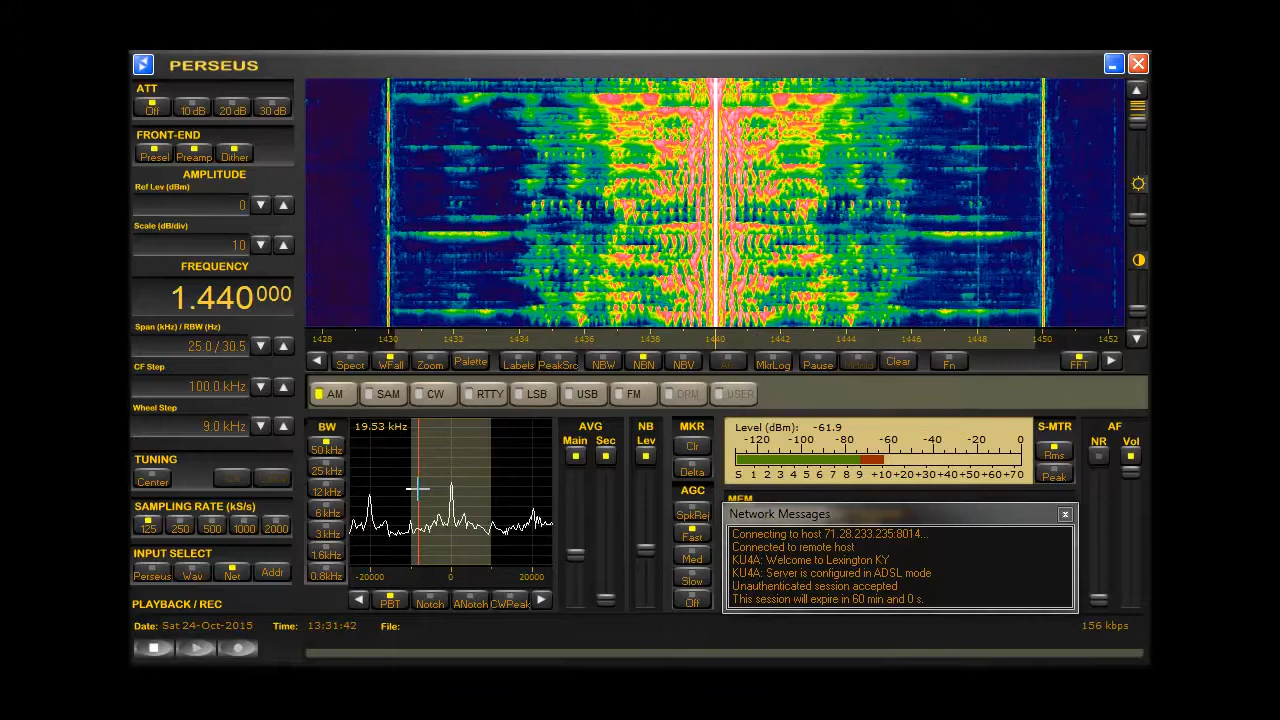 PERSEUS
ATT
Off 10 dB 20 dB 30 dB
FRONT-END
Presel Preamp Dither
AMPLITUDE
Ref Lev (dBm)
0
Scale (dB/div)
10
FREQUENCY
1.440000
Span (kHz) / RBW (Hz)
25.0 / 30.5
CF Step
100.0 kHz
Wheel Step
9.0 kHz
TUNING
Center
SAMPLING RATE (kS/s)
125 250 500 1000 2000
INPUT SELECT
Perseus Wav Net Addr
PLAYBACK / REC
Date: Sat 24-Oct-2015 Time: 13:31:42 File:
156 kbps
1428 1430 1432 1434 1436 1438 1440 1442 1444 1446 1448 1450 1452
Spect WFall Zoom Palette Labels PeakSrc NBW NBN NBV MkrLog Pause Clear Fn FFT
AM SAM CW RTTY LSB USB FM DRM USER
BW
50 kHz
25 kHz
12 kHz
6 kHz
3 kHz
1.6kHz
0.8kHz
19.53 kHz
-20000 0 20000
PBT Notch ANotch CWPeak
AVG
Main Sec
NB
Lev
MKR
Clr
Delta
AGC
SpkRej
Fast
Med
Slow
Off
Level (dBm): -61.9
-120 -100 -80 -60 -40 -20 0
S 1 2 3 4 5 6 7 8 9 +10 +20 +30 +40 +50 +60
S-MTR
Rms
Peak
AF
NR Vol
MEM
Network Messages
Connecting to host 71.28.233.235:8014...
Connected to remote host
KU4A: Welcome to Lexington KY
KU4A: Server is configured in ADSL mode
Unauthenticated session accepted
This session will expire in 60 min and 0 s.